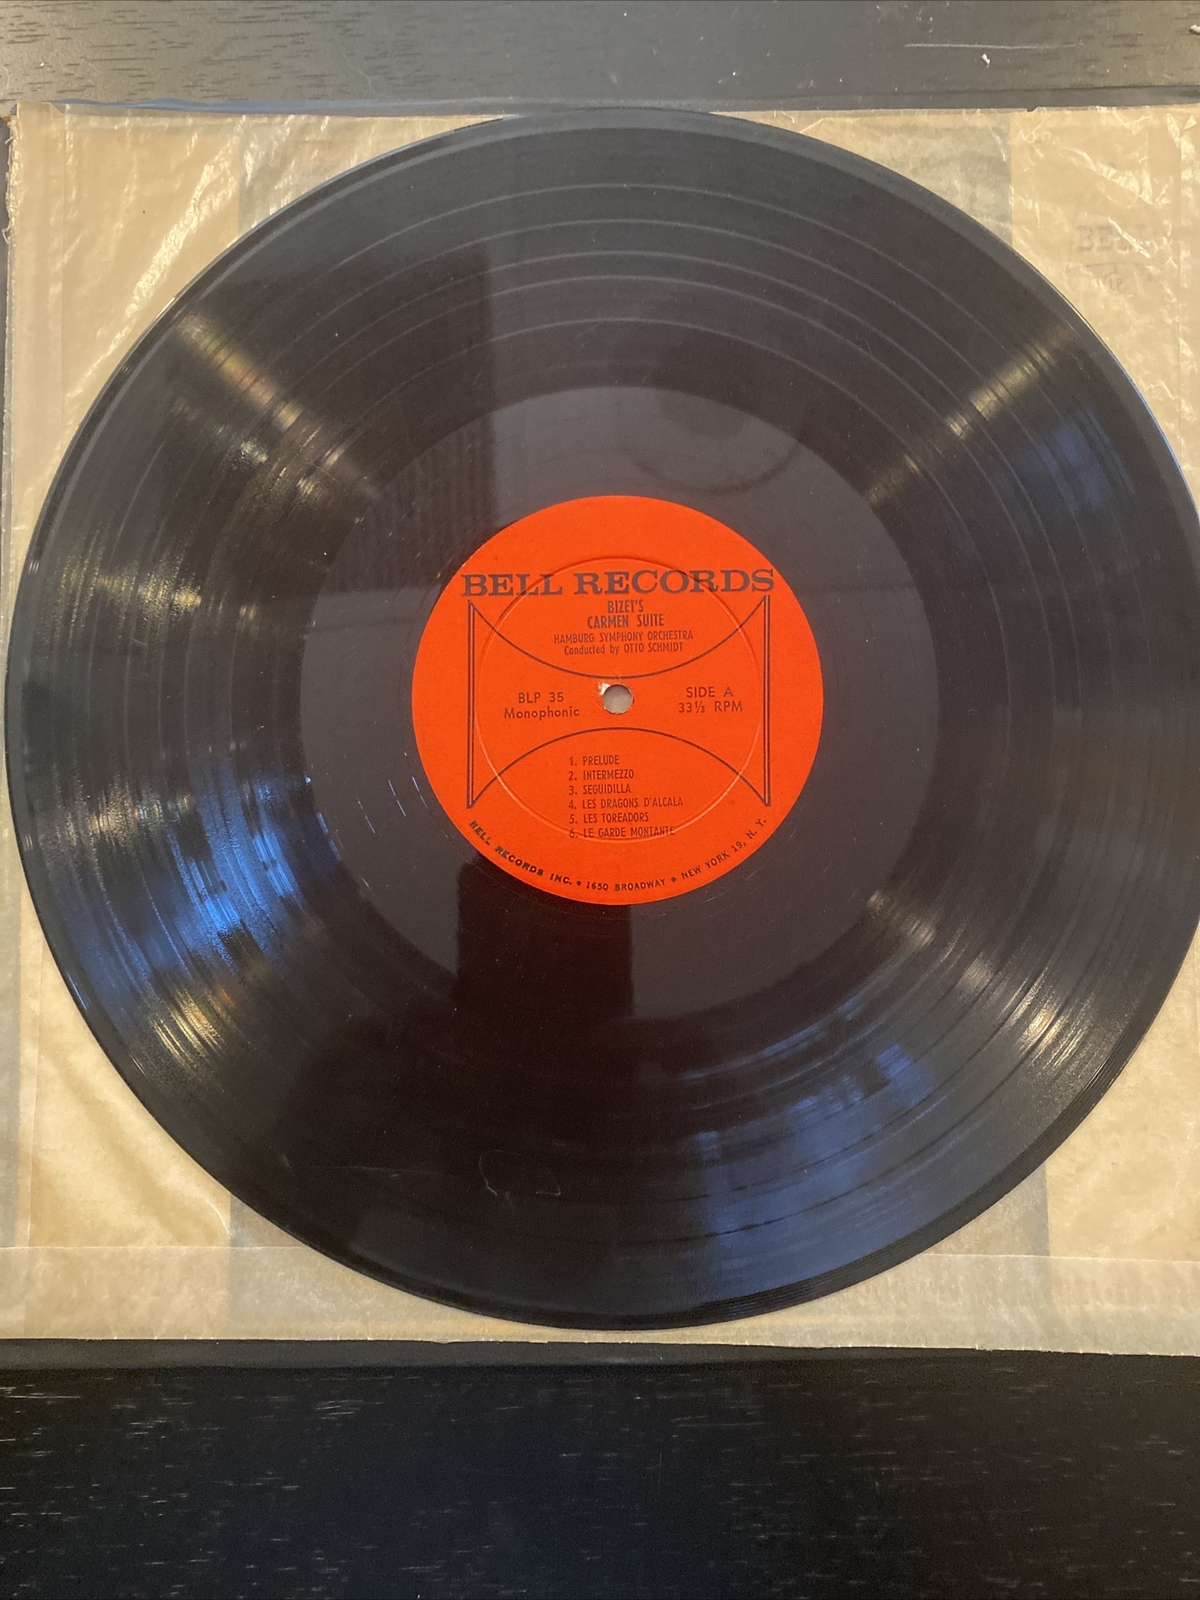 BELL RECORDS
BIZET'S
CARMEN SUITE
HAMBURG SYMPHONY ORCHESTRA
Conducted by OTTO SCHMIDT
BLP 35
Monophonic
SIDE A
33⅓ RPM
1. PRELUDE
2. INTERMEZZO
3. SEGUIDILLA
4. LES DRAGONS D'ALCALA
5. LES TOREADORS
6. LE GARDE MONTANTE
BELL RECORDS INC. • 1650 BROADWAY • NEW YORK 19, N. Y.
BELL
LP